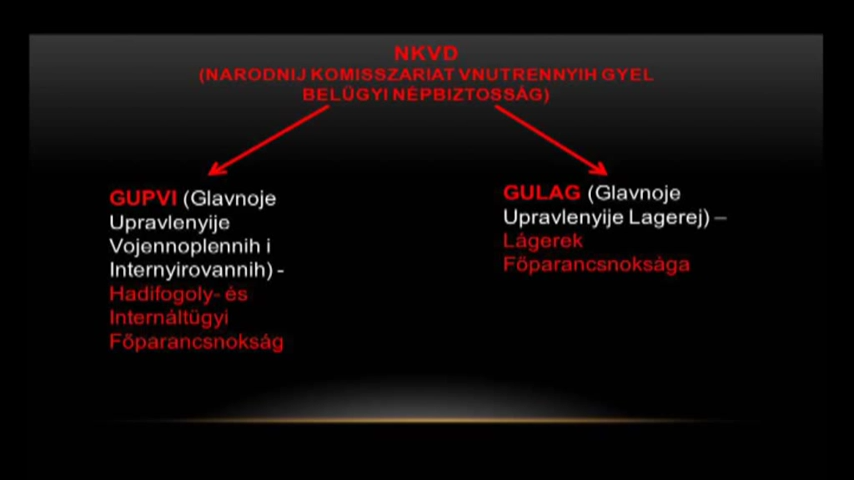 NKVD
(NARODNIJ KOMISSZARIAT VNUTRENNYIH GYEL
BELÜGYI NÉPBIZTOSSÁG)
GUPVI (Glavnoje
Upravlenyije
Vojennoplennih i
Internyirovannih) -
Hadifogoly- és
Internáltügyi
Főparancsnokság
GULAG (Glavnoje
Upravlenyije Lagerej) –
Lágerek
Főparancsnoksága